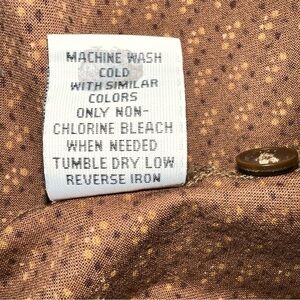 MACHINE WASH
COLD
WITH SIMILAR
COLORS
ONLY NON-
CHLORINE BLEACH
WHEN NEEDED
TUMBLE DRY LOW
REVERSE IRON